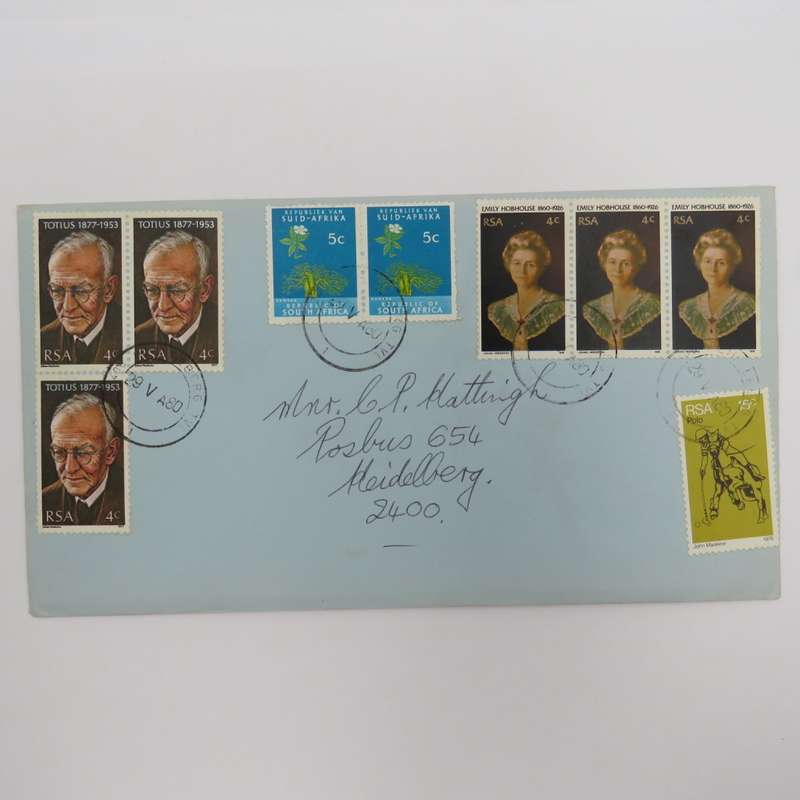 TOTIUS 1877-1953
RSA 4c
TOTIUS 1877-1953
RSA 4c
TOTIUS 1877-1953
RSA 4c
REPUBLIEK VAN
SUID-AFRIKA
5c
REPUBLIC OF
SOUTH AFRICA
REPUBLIEK VAN
SUID-AFRIKA
5c
REPUBLIC OF
SOUTH AFRICA
EMILY HOBHOUSE 1860-1926
RSA 4c
EMILY HOBHOUSE 1860-1926
RSA 4c
EMILY HOBHOUSE 1860-1926
RSA 4c
RSA 15c
Polo
1976
29 V A80
Mnr. C P. Hattingh
Posbus 654
Heidelberg.
2400.